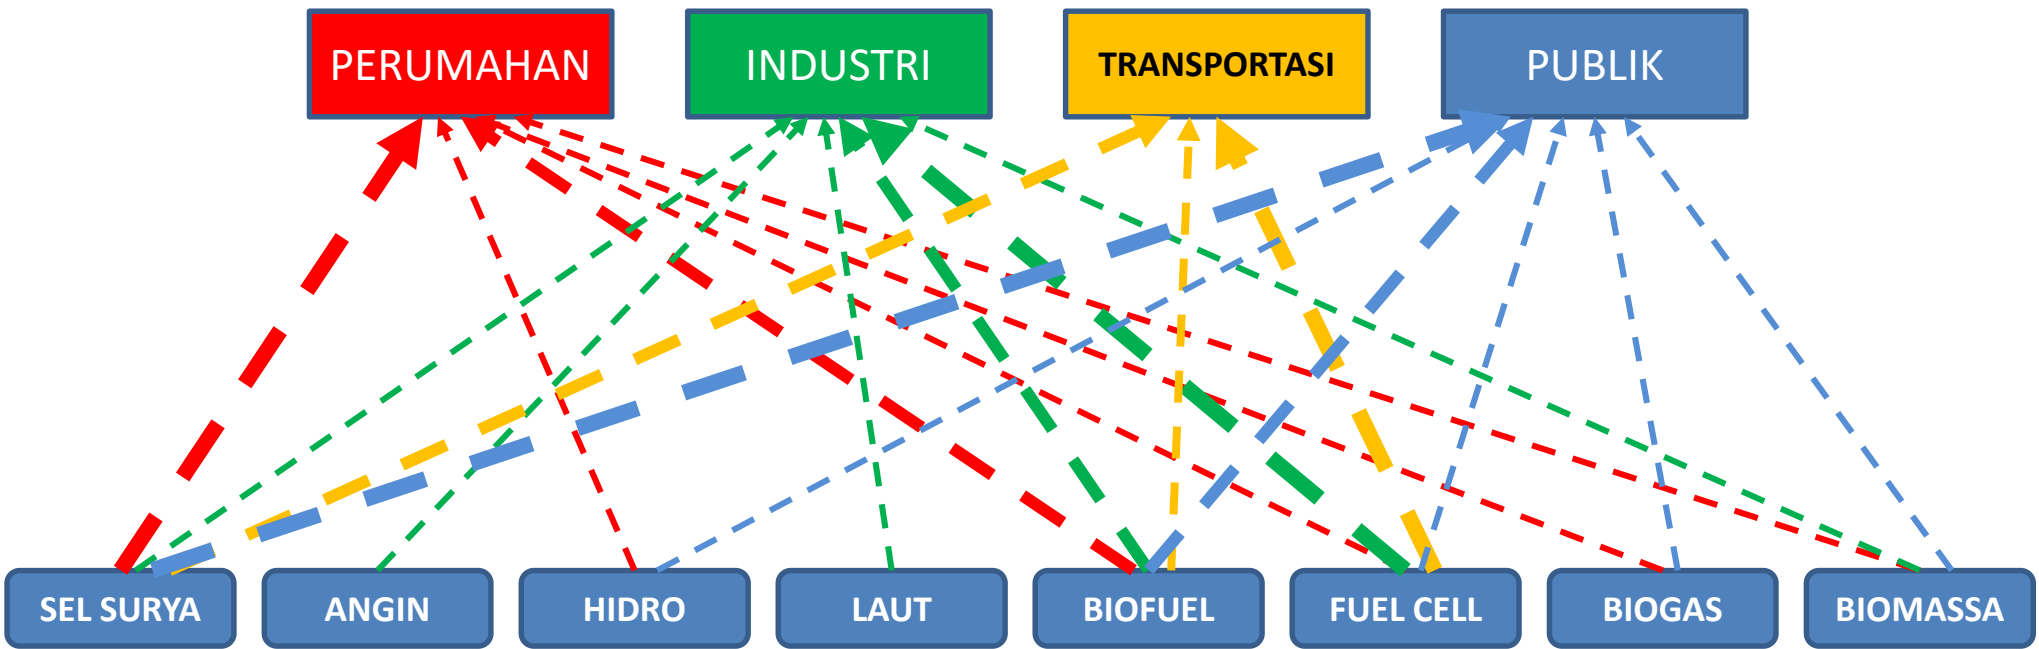 PERUMAHAN
INDUSTRI
TRANSPORTASI
PUBLIK
SEL SURYA
ANGIN
HIDRO
LAUT
BIOFUEL
FUEL CELL
BIOGAS
BIOMASSA